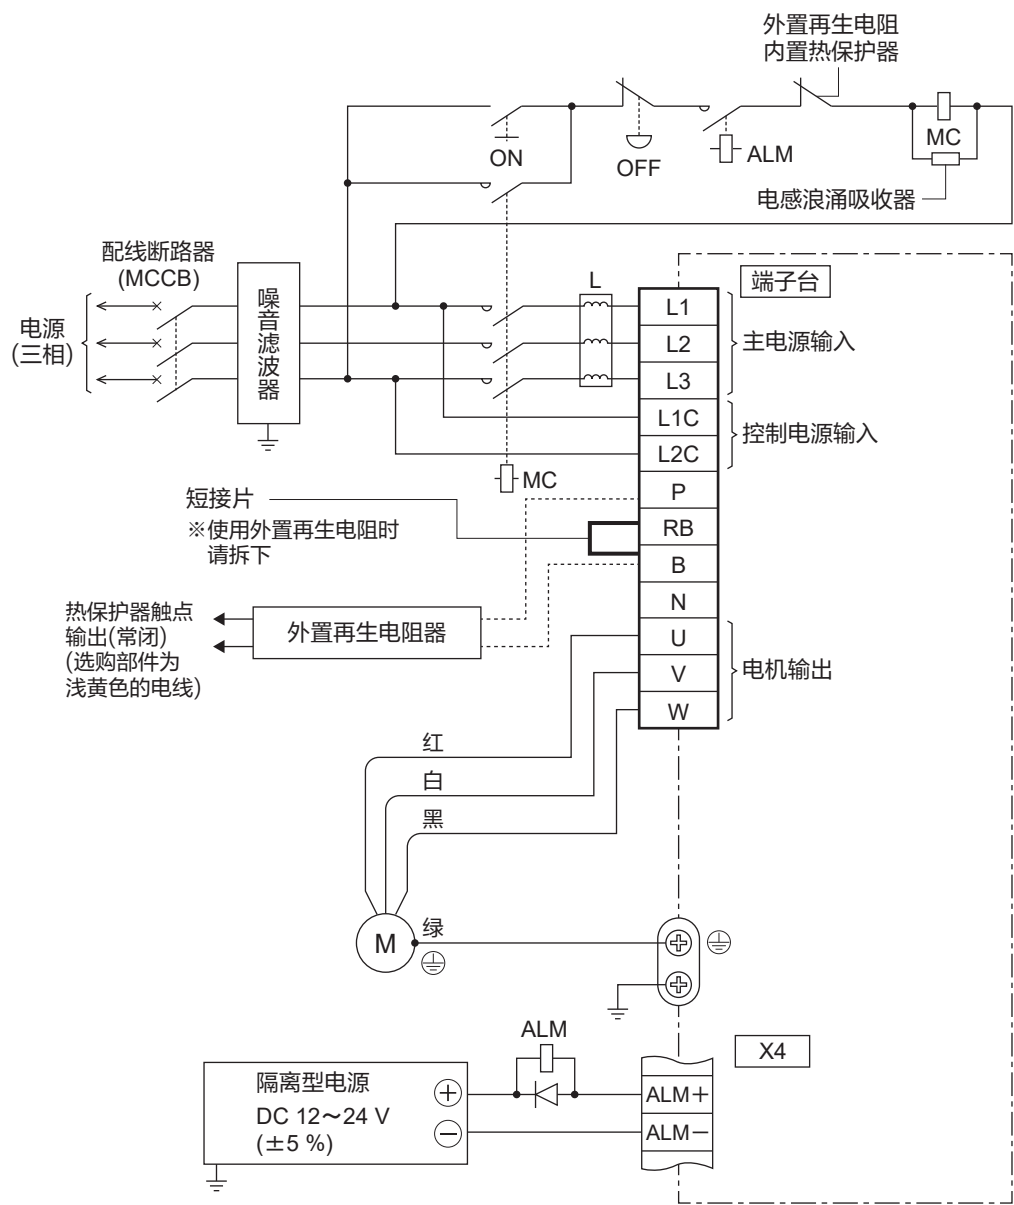 外置再生电阻
内置热保护器
ON
OFF
ALM
MC
电感浪涌吸收器
配线断路器
(MCCB)
电源
(三相)
噪音滤波器
L
端子台
L1
L2
L3
主电源输入
L1C
L2C
控制电源输入
MC
P
RB
B
N
短接片
※使用外置再生电阻时
请拆下
热保护器触点
输出(常闭)
(选购部件为
浅黄色的电线)
外置再生电阻器
U
V
W
电机输出
红
白
黑
M
绿
ALM
X4
隔离型电源
DC 12～24 V
(±5 %)
ALM＋
ALM－